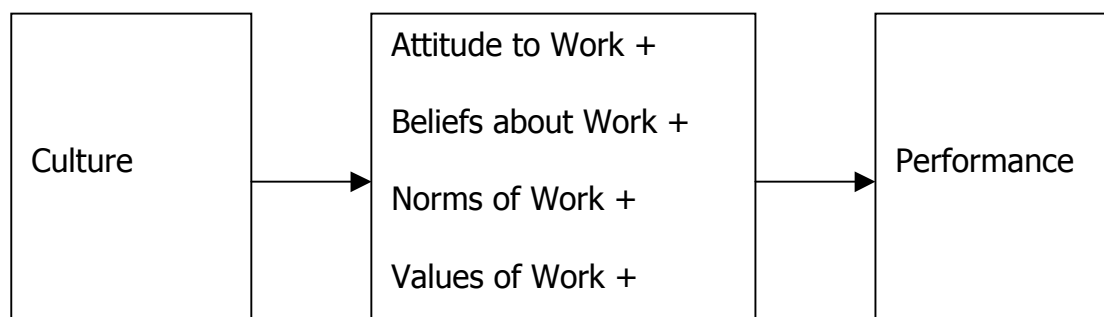 Culture
Attitude to Work +
Beliefs about Work +
Norms of Work +
Values of Work +
Performance